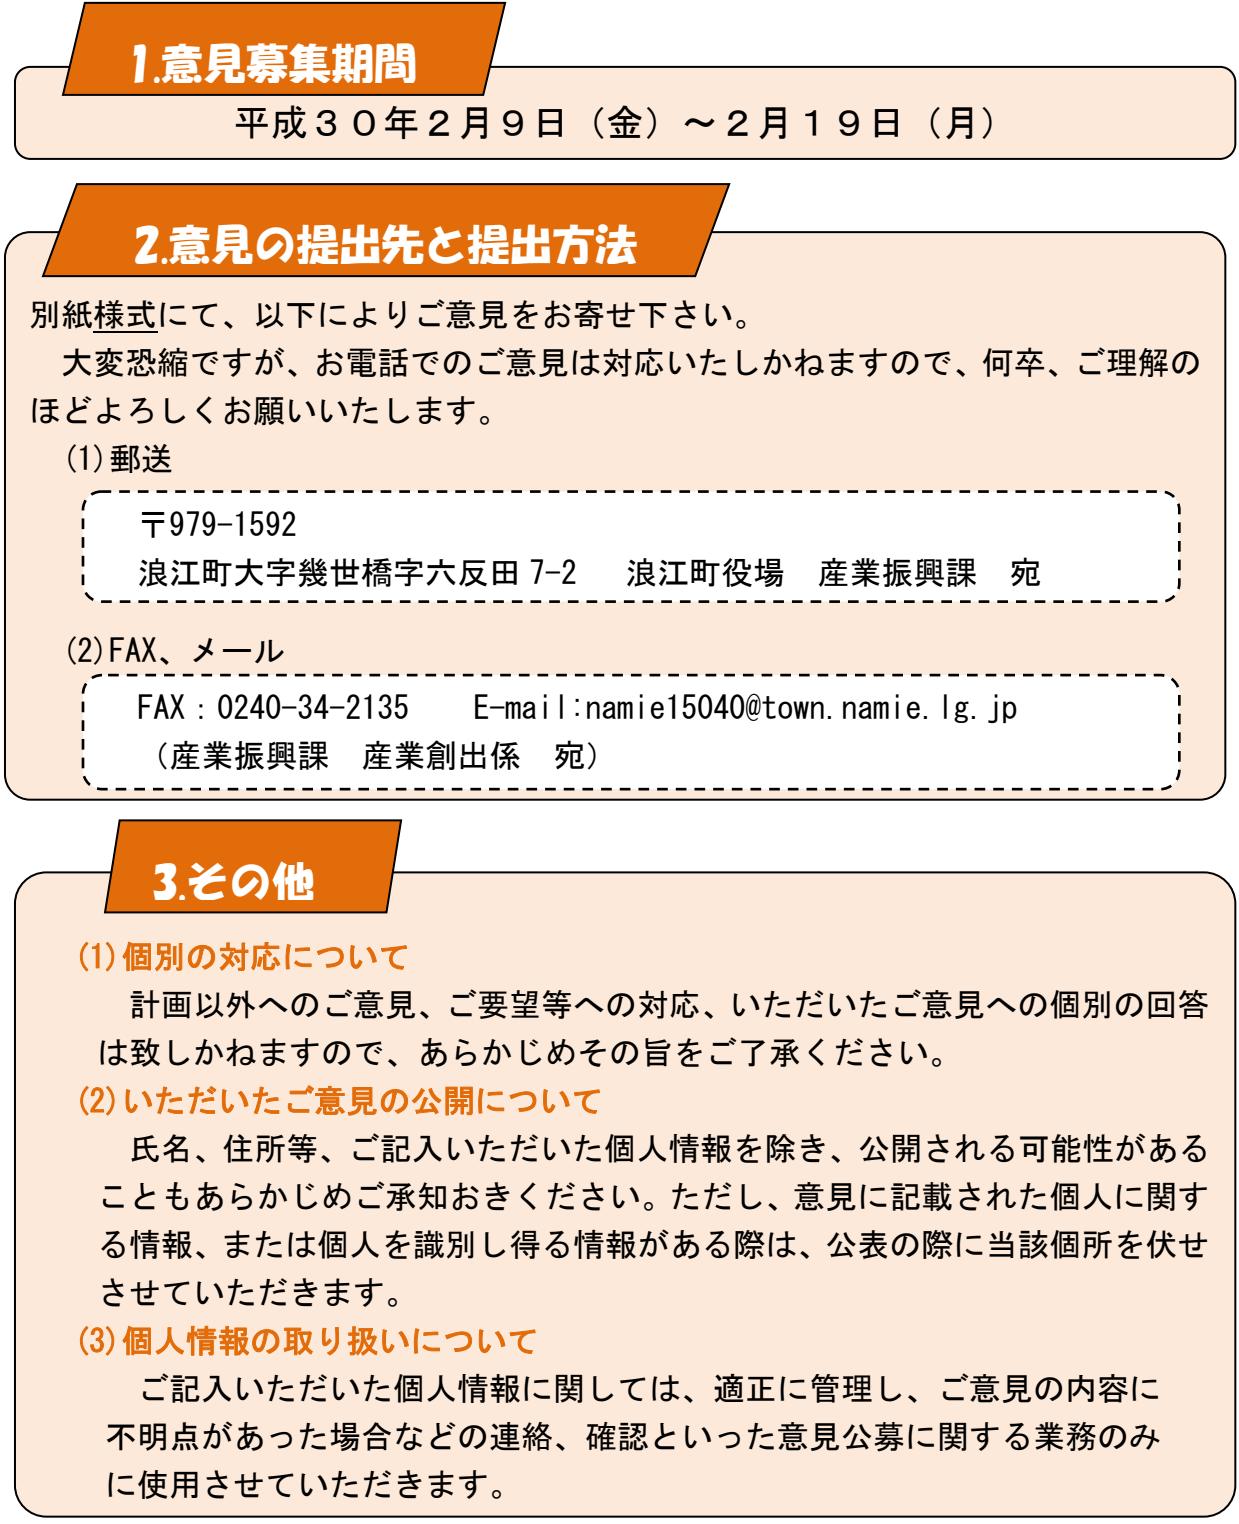 1.意見募集期間
平成３０年２月９日（金）～２月１９日（月）
2.意見の提出先と提出方法
別紙様式にて、以下によりご意見をお寄せ下さい。
大変恐縮ですが、お電話でのご意見は対応いたしかねますので、何卒、ご理解の
ほどよろしくお願いいたします。
(1)郵送
〒979-1592
浪江町大字幾世橋字六反田 7-2　浪江町役場　産業振興課　宛
(2)FAX、メール
FAX：0240-34-2135　E-mail:namie15040@town.namie.lg.jp
（産業振興課　産業創出係　宛）
3.その他
(1)個別の対応について
計画以外へのご意見、ご要望等への対応、いただいたご意見への個別の回答
は致しかねますので、あらかじめその旨をご了承ください。
(2)いただいたご意見の公開について
氏名、住所等、ご記入いただいた個人情報を除き、公開される可能性がある
こともあらかじめご承知おきください。ただし、意見に記載された個人に関す
る情報、または個人を識別し得る情報がある際は、公表の際に当該個所を伏せ
させていただきます。
(3)個人情報の取り扱いについて
ご記入いただいた個人情報に関しては、適正に管理し、ご意見の内容に
不明点があった場合などの連絡、確認といった意見公募に関する業務のみ
に使用させていただきます。